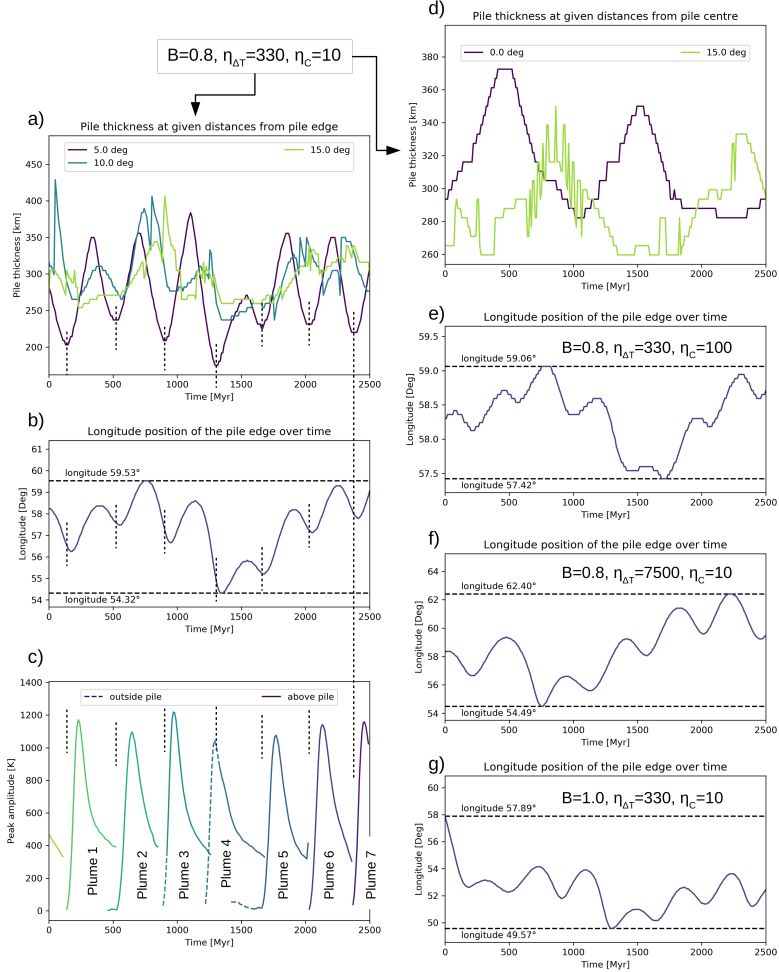 B=0.8, ηΔT=330, ηC=10
a)
Pile thickness at given distances from pile edge
5.0 deg
10.0 deg
15.0 deg
Pile thickness [km]
450
400
350
300
250
200
0 500 1000 1500 2000 2500
Time [Myr]
b)
Longitude position of the pile edge over time
longitude 59.53°
longitude 54.32°
Longitude [Deg]
61
60
59
58
57
56
55
54
0 500 1000 1500 2000 2500
Time [Myr]
c)
outside pile
above pile
Peak amplitude [K]
1400
1200
1000
800
600
400
200
0
Plume 1
Plume 2
Plume 3
Plume 4
Plume 5
Plume 6
Plume 7
0 500 1000 1500 2000 2500
Time [Myr]
d)
Pile thickness at given distances from pile centre
0.0 deg
15.0 deg
Pile thickness [km]
380
360
340
320
300
280
260
0 500 1000 1500 2000 2500
Time [Myr]
e)
Longitude position of the pile edge over time
B=0.8, ηΔT=330, ηC=100
longitude 59.06°
longitude 57.42°
Longitude [Deg]
59.5
59.0
58.5
58.0
57.5
0 500 1000 1500 2000 2500
Time [Myr]
f)
Longitude position of the pile edge over time
B=0.8, ηΔT=7500, ηC=10
longitude 62.40°
longitude 54.49°
Longitude [Deg]
64
62
60
58
56
54
0 500 1000 1500 2000 2500
Time [Myr]
g)
Longitude position of the pile edge over time
B=1.0, ηΔT=330, ηC=10
longitude 57.89°
longitude 49.57°
Longitude [Deg]
60
58
56
54
52
50
0 500 1000 1500 2000 2500
Time [Myr]